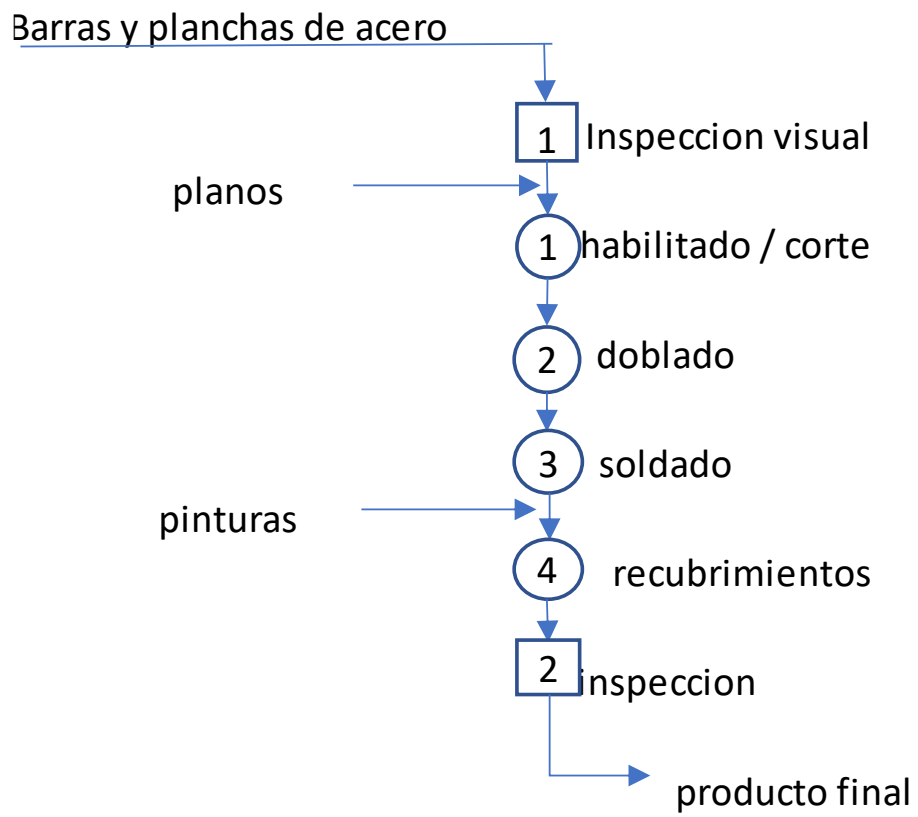 Barras y planchas de acero
1 Inspeccion visual
planos
1 habilitado / corte
2 doblado
3 soldado
pinturas
4 recubrimientos
2 inspeccion
producto final